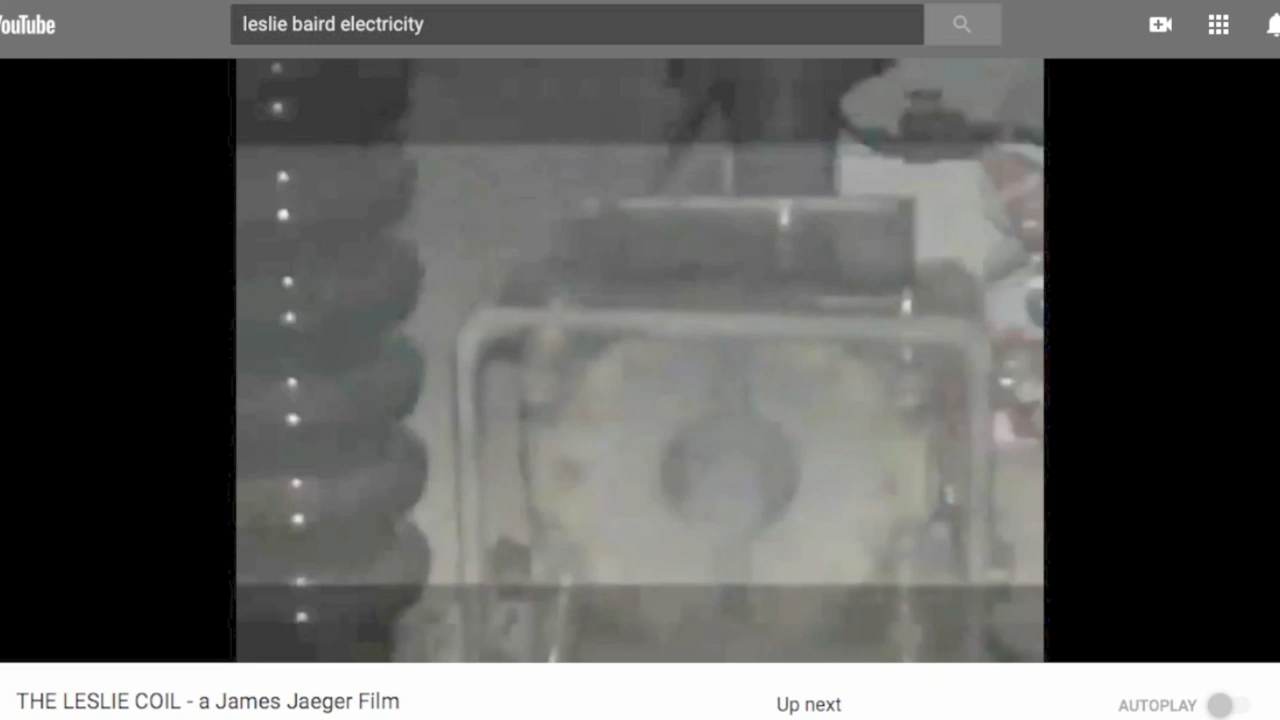 YouTube
leslie baird electricity
THE LESLIE COIL - a James Jaeger Film
Up next
AUTOPLAY